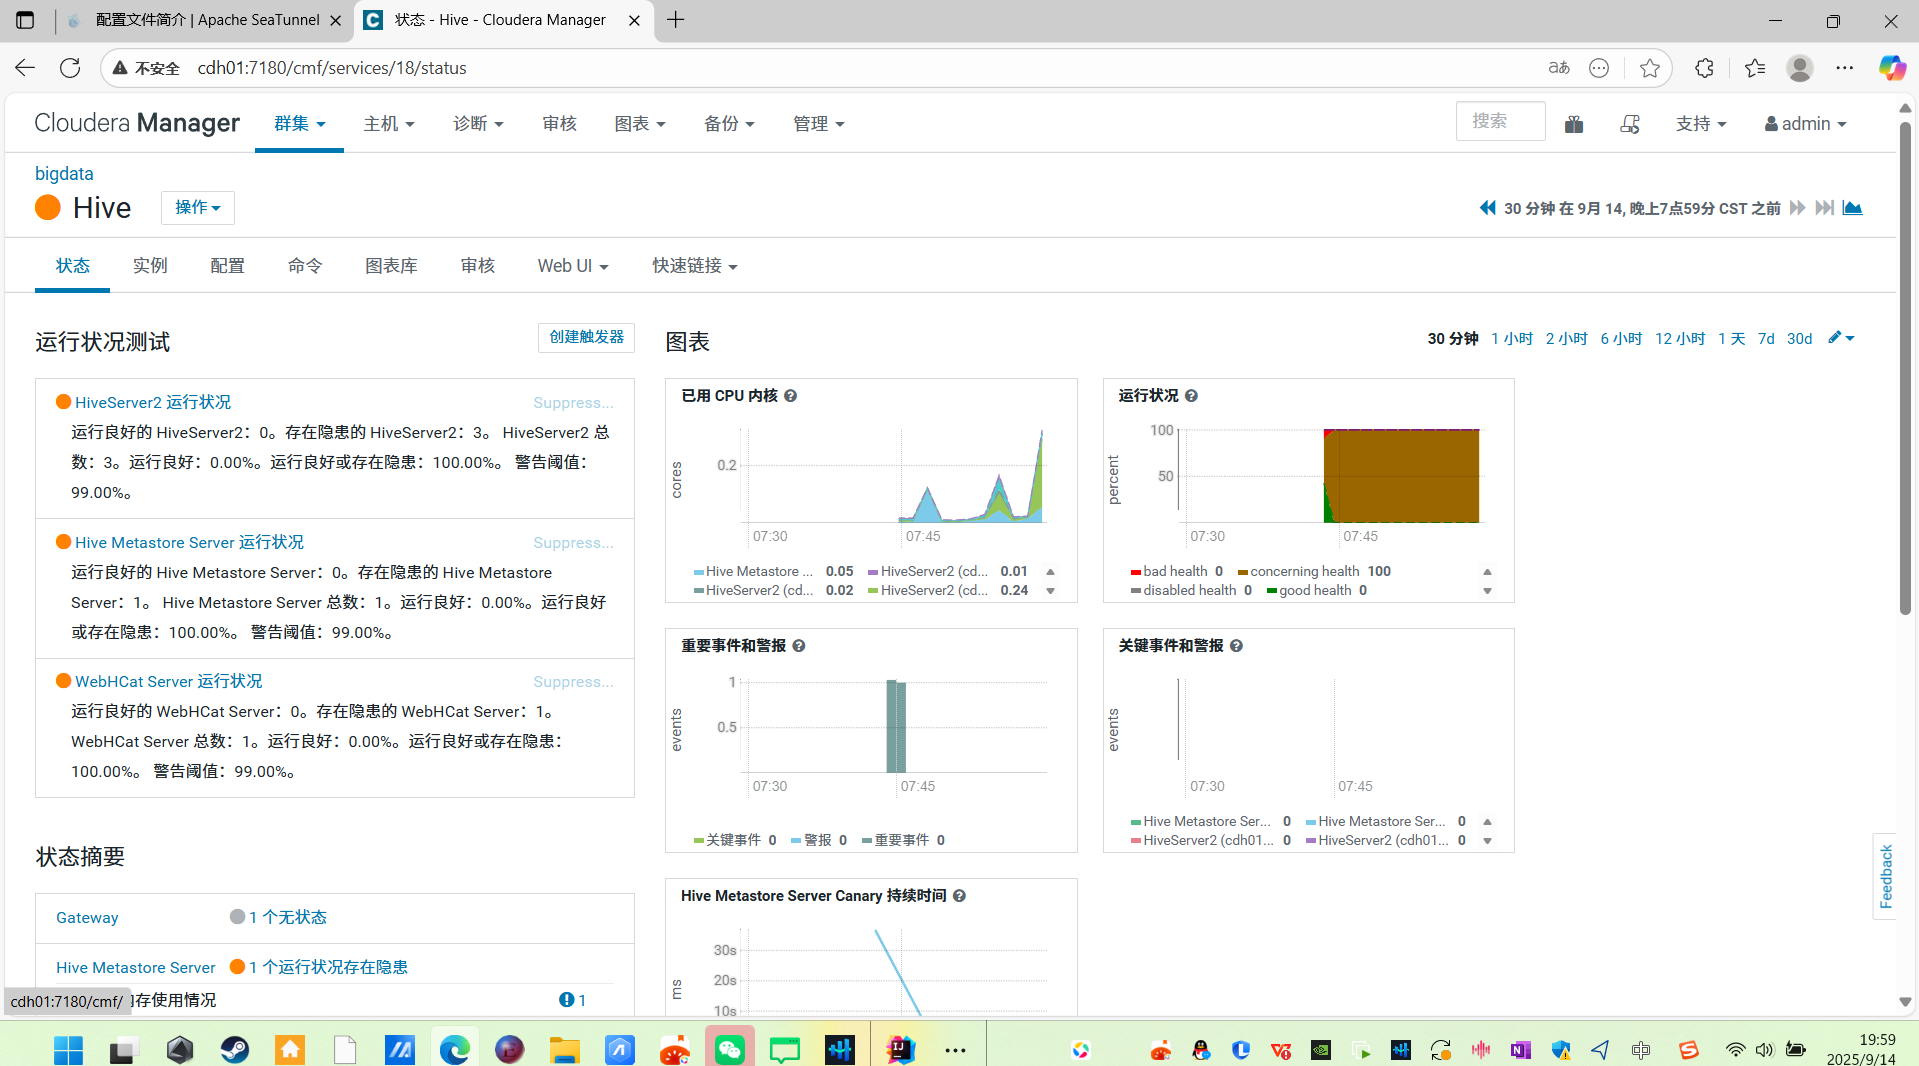 配置文件简介 | Apache SeaTunnel
状态 - Hive - Cloudera Manager
不安全 cdh01:7180/cmf/services/18/status
Cloudera Manager 群集 主机 诊断 审核 图表 备份 管理 搜索 支持 admin
bigdata
Hive 操作
30 分钟 在 9月 14, 晚上7点59分 CST 之前
状态 实例 配置 命令 图表库 审核 Web UI 快速链接
运行状况测试 创建触发器
HiveServer2 运行状况 Suppress...
运行良好的 HiveServer2：0。存在隐患的 HiveServer2：3。 HiveServer2 总
数：3。运行良好：0.00%。运行良好或存在隐患：100.00%。 警告阈值：
99.00%。
Hive Metastore Server 运行状况 Suppress...
运行良好的 Hive Metastore Server：0。存在隐患的 Hive Metastore
Server：1。 Hive Metastore Server 总数：1。运行良好：0.00%。运行良好
或存在隐患：100.00%。 警告阈值：99.00%。
WebHCat Server 运行状况 Suppress...
运行良好的 WebHCat Server：0。存在隐患的 WebHCat Server：1。
WebHCat Server 总数：1。运行良好：0.00%。运行良好或存在隐患：
100.00%。 警告阈值：99.00%。
状态摘要
Gateway 1 个无状态
Hive Metastore Server 1 个运行状况存在隐患
存使用情况 1
cdh01:7180/cmf/
图表
30 分钟 1 小时 2 小时 6 小时 12 小时 1 天 7d 30d
已用 CPU 内核
cores
0.2
07:30 07:45
Hive Metastore ... 0.05 HiveServer2 (cd... 0.01
HiveServer2 (cd... 0.02 HiveServer2 (cd... 0.24
运行状况
percent
100
50
07:30 07:45
bad health 0 concerning health 100
disabled health 0 good health 0
重要事件和警报
events
1
0.5
07:30 07:45
关键事件 0 警报 0 重要事件 0
关键事件和警报
events
07:30 07:45
Hive Metastore Ser... 0 Hive Metastore Ser... 0
HiveServer2 (cdh01... 0 HiveServer2 (cdh01... 0
Hive Metastore Server Canary 持续时间
ms
30s
20s
10s
Feedback
19:59
2025/9/14